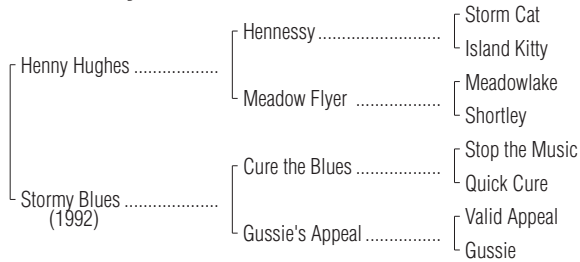 Storm Cat
Hennessy
Island Kitty
Henny Hughes
Meadowlake
Meadow Flyer
Shortley
Stop the Music
Cure the Blues
Quick Cure
Stormy Blues
(1992)
Valid Appeal
Gussie's Appeal
Gussie